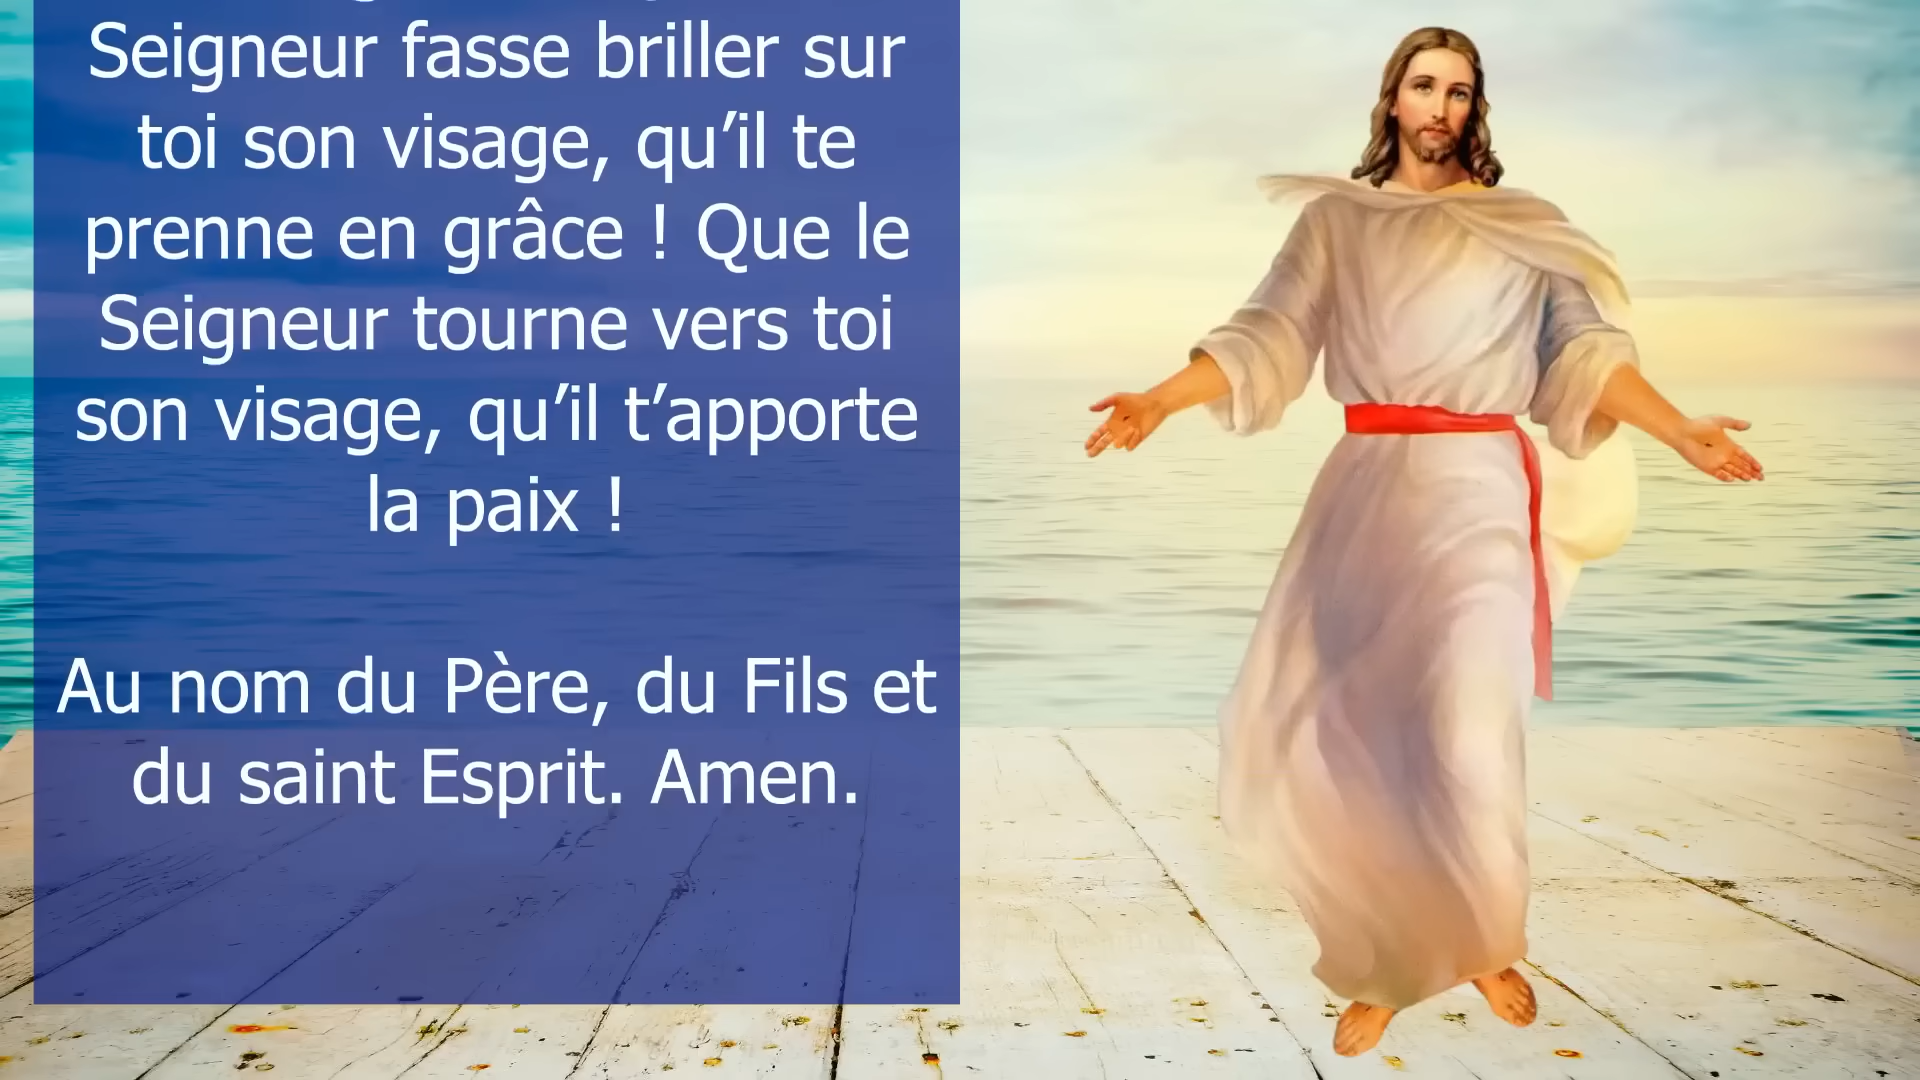 Seigneur fasse briller sur
toi son visage, qu’il te
prenne en grâce ! Que le
Seigneur tourne vers toi
son visage, qu’il t’apporte
la paix !
Au nom du Père, du Fils et
du saint Esprit. Amen.